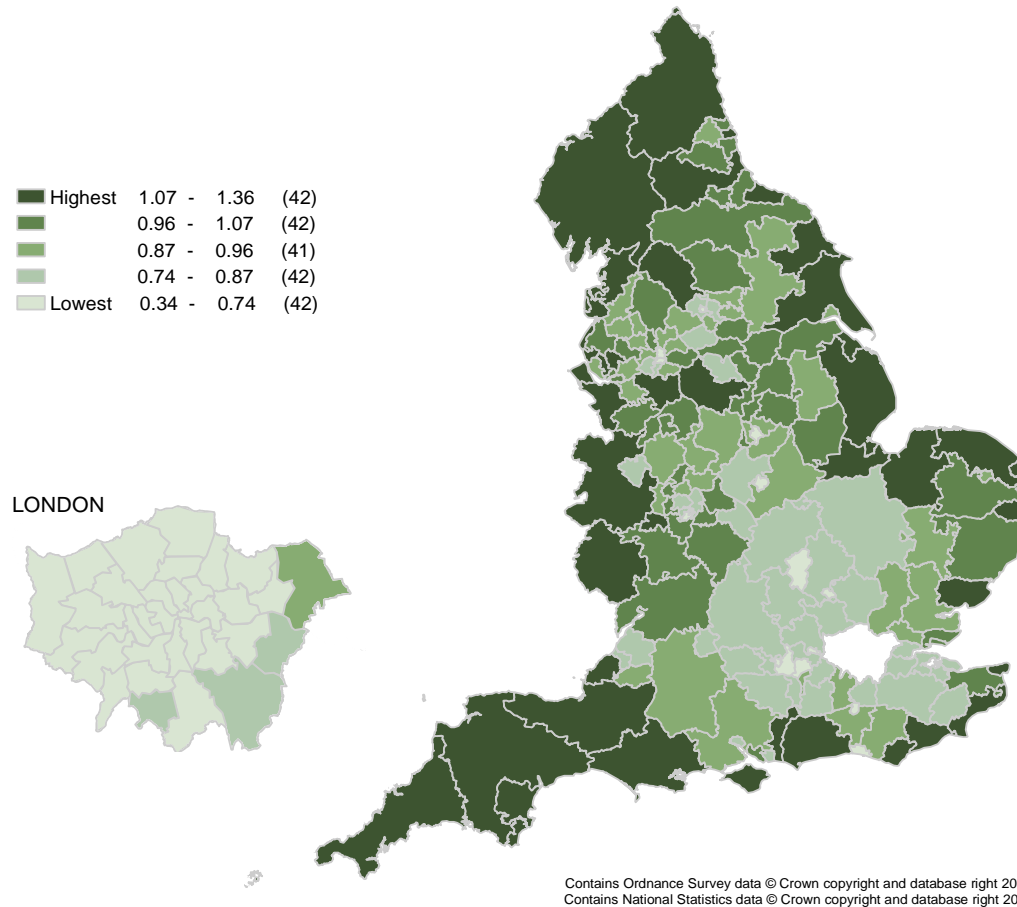 Highest 1.07 - 1.36 (42)
0.96 - 1.07 (42)
0.87 - 0.96 (41)
0.74 - 0.87 (42)
Lowest 0.34 - 0.74 (42)
LONDON
Contains Ordnance Survey data © Crown copyright and database right 20
Contains National Statistics data © Crown copyright and database right 20